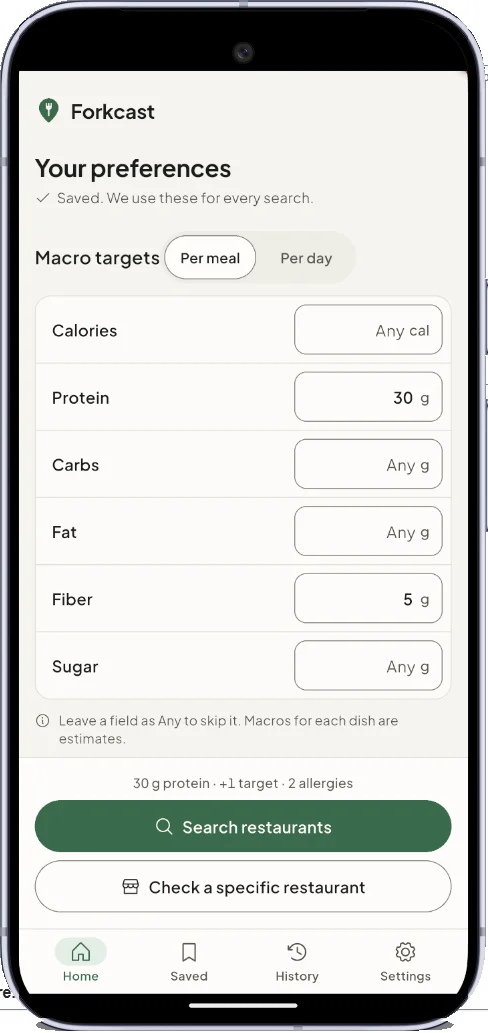 Forkcast
Your preferences
Saved. We use these for every search.
Macro targets Per meal Per day
Calories Any cal
Protein 30 g
Carbs Any g
Fat Any g
Fiber 5 g
Sugar Any g
Leave a field as Any to skip it. Macros for each dish are
estimates.
30 g protein · +1 target · 2 allergies
Search restaurants
Check a specific restaurant
Home Saved History Settings
re.